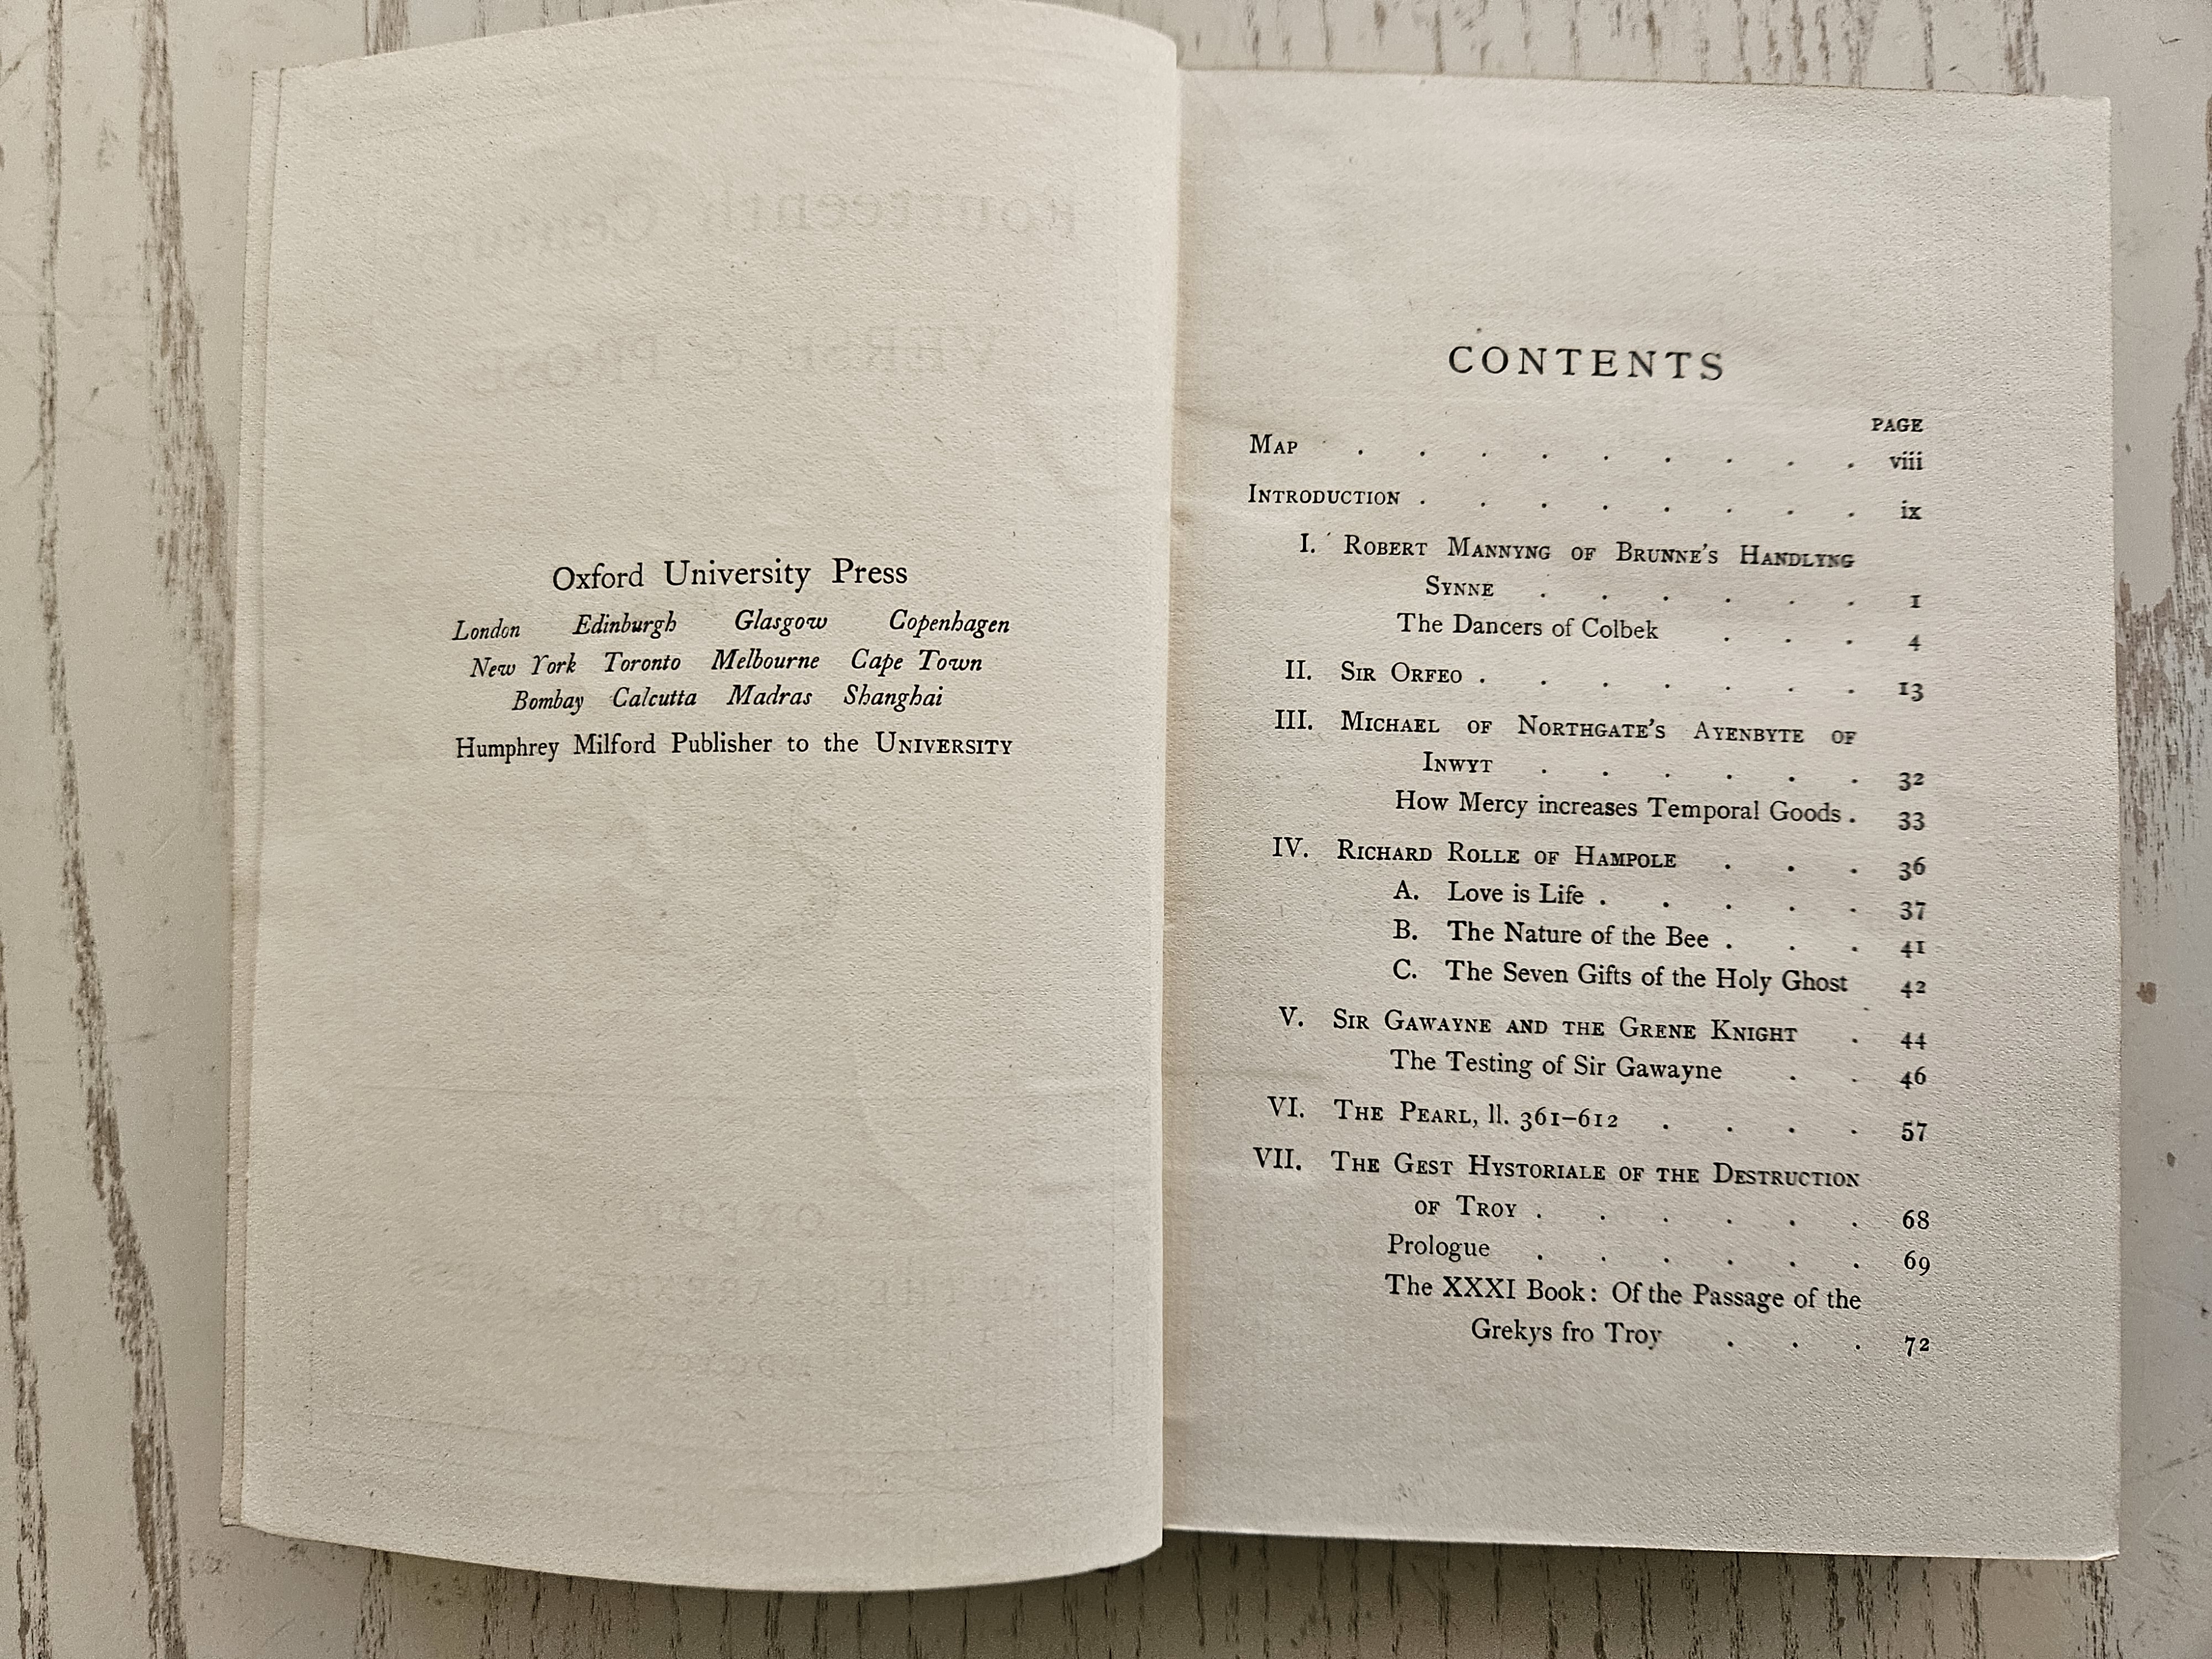 Oxford University Press
London Edinburgh Glasgow Copenhagen
New York Toronto Melbourne Cape Town
Bombay Calcutta Madras Shanghai
Humphrey Milford Publisher to the UNIVERSITY
CONTENTS
PAGE
MAP . . . . . . . . . viii
INTRODUCTION . . . . . . . . ix
I. ROBERT MANNYNG OF BRUNNE'S HANDLYNG
SYNNE . . . . . . 1
The Dancers of Colbek . . . 4
II. SIR ORFEO . . . . . . . 13
III. MICHAEL OF NORTHGATE'S AYENBYTE OF
INWYT . . . . . . 32
How Mercy increases Temporal Goods . 33
IV. RICHARD ROLLE OF HAMPOLE . . . 36
A. Love is Life . . . . . 37
B. The Nature of the Bee . . . 41
C. The Seven Gifts of the Holy Ghost 42
V. SIR GAWAYNE AND THE GRENE KNIGHT . 44
The Testing of Sir Gawayne . . 46
VI. THE PEARL, ll. 361–612 . . . . 57
VII. THE GEST HYSTORIALE OF THE DESTRUCTION
OF TROY . . . . . . 68
Prologue . . . . . . 69
The XXXI Book: Of the Passage of the
Grekys fro Troy . . . 72